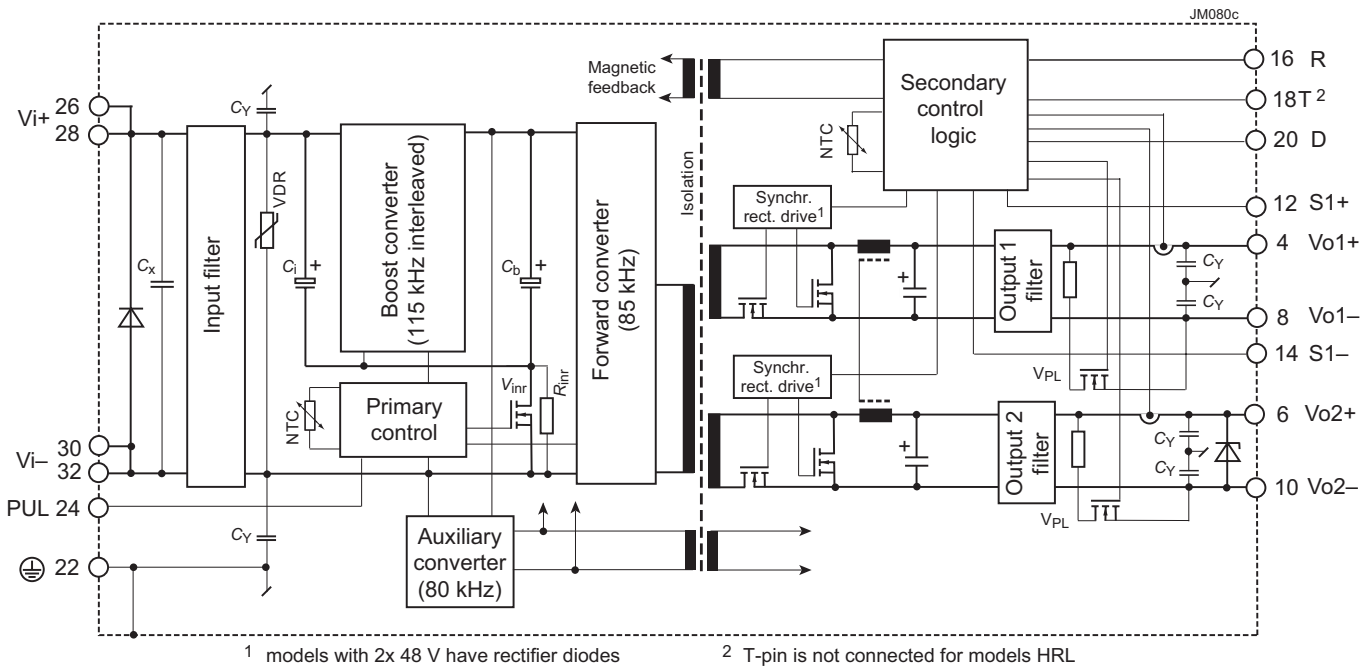 JM080c
Vi+
26
28
Vi–
30
32
PUL 24
22
CY
Cx
Input filter
VDR
CY
Ci
+
Boost converter
(115 kHz interleaved)
Cb
+
NTC
Primary
control
Vinr
Rinr
Forward converter
(85 kHz)
Auxiliary
converter
(80 kHz)
Magnetic
feedback
Isolation
Secondary
control
logic
NTC
Synchr.
rect. drive1
+
Output 1
filter
CY
CY
VPL
Synchr.
rect. drive1
+
Output 2
filter
CY
CY
VPL
16 R
18 T 2
20 D
12 S1+
4 Vo1+
8 Vo1–
14 S1–
6 Vo2+
10 Vo2–
1 models with 2x 48 V have rectifier diodes
2 T-pin is not connected for models HRL